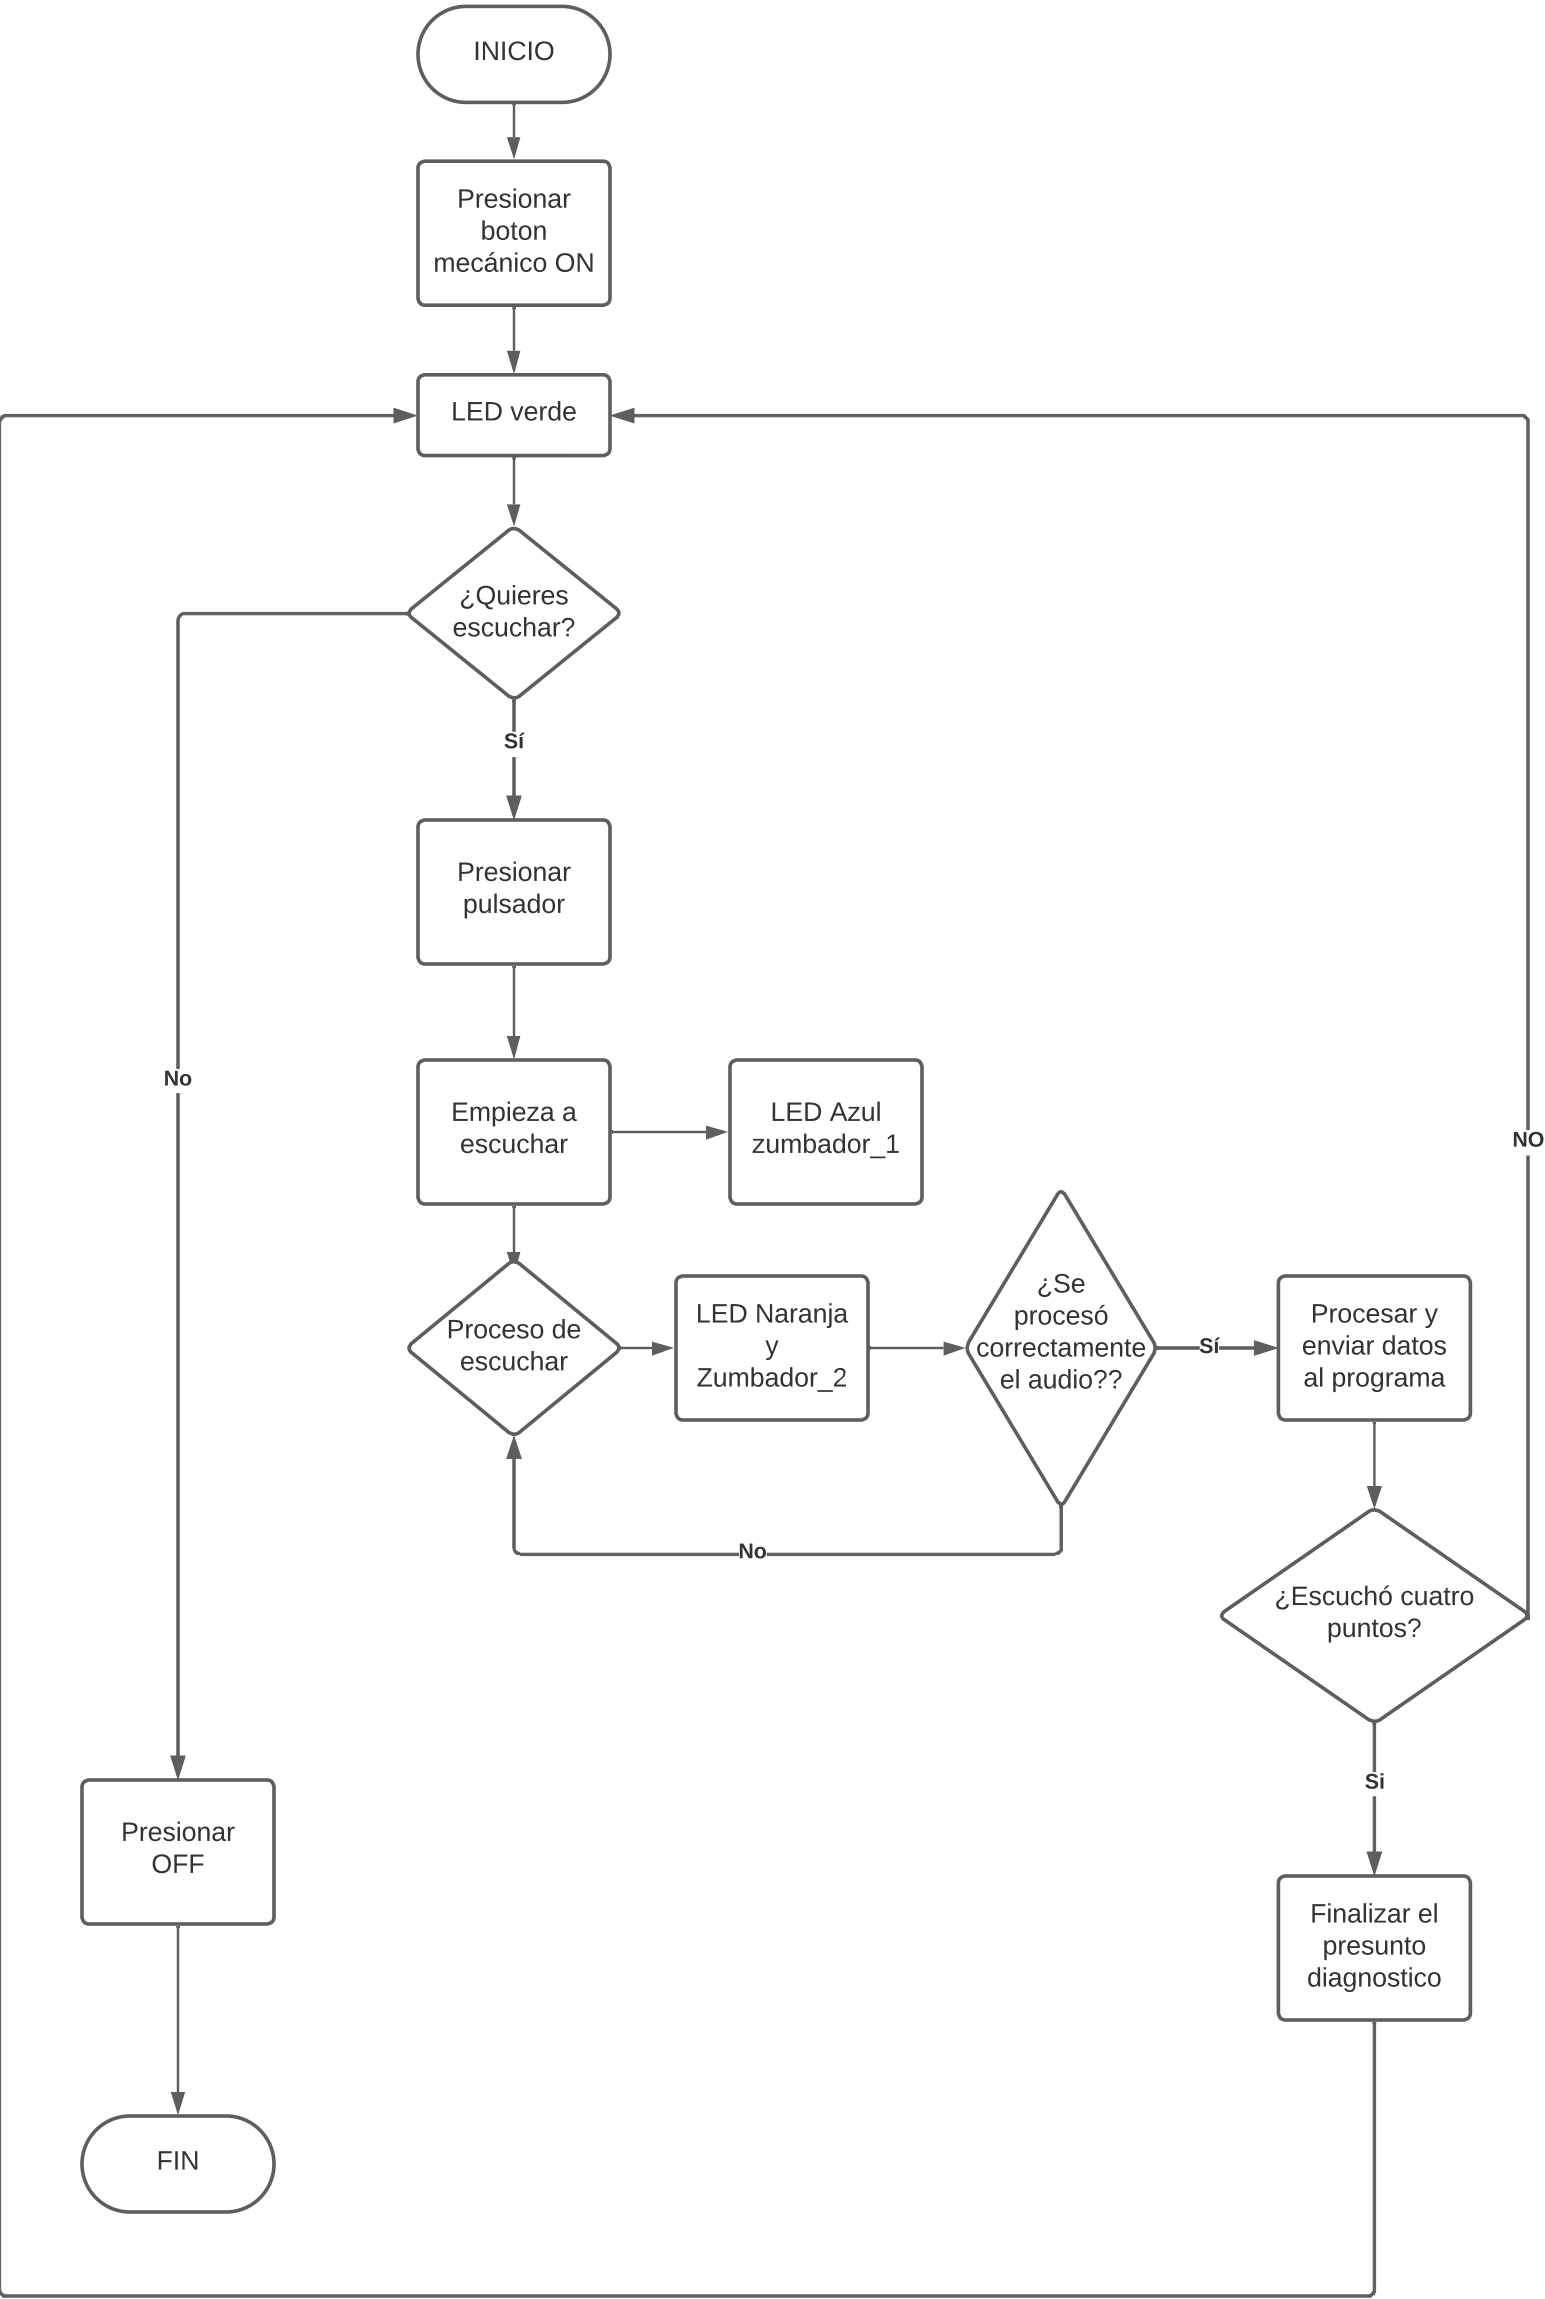 INICIO
Presionar
boton
mecánico ON
LED verde
¿Quieres
escuchar?
Sí
Presionar
pulsador
No
Empieza a
escuchar
LED Azul
zumbador_1
NO
Proceso de
escuchar
LED Naranja
y
Zumbador_2
¿Se
procesó
correctamente
el audio??
Sí
Procesar y
enviar datos
al programa
No
¿Escuchó cuatro
puntos?
Si
Presionar
OFF
Finalizar el
presunto
diagnostico
FIN